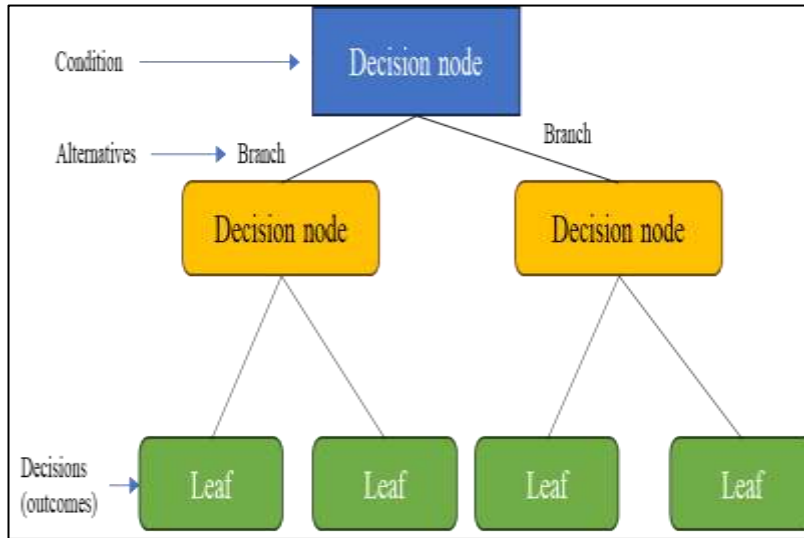 Condition
Decision node
Branch
Alternatives
Branch
Decision node
Decision node
Decisions
(outcomes)
Leaf
Leaf
Leaf
Leaf